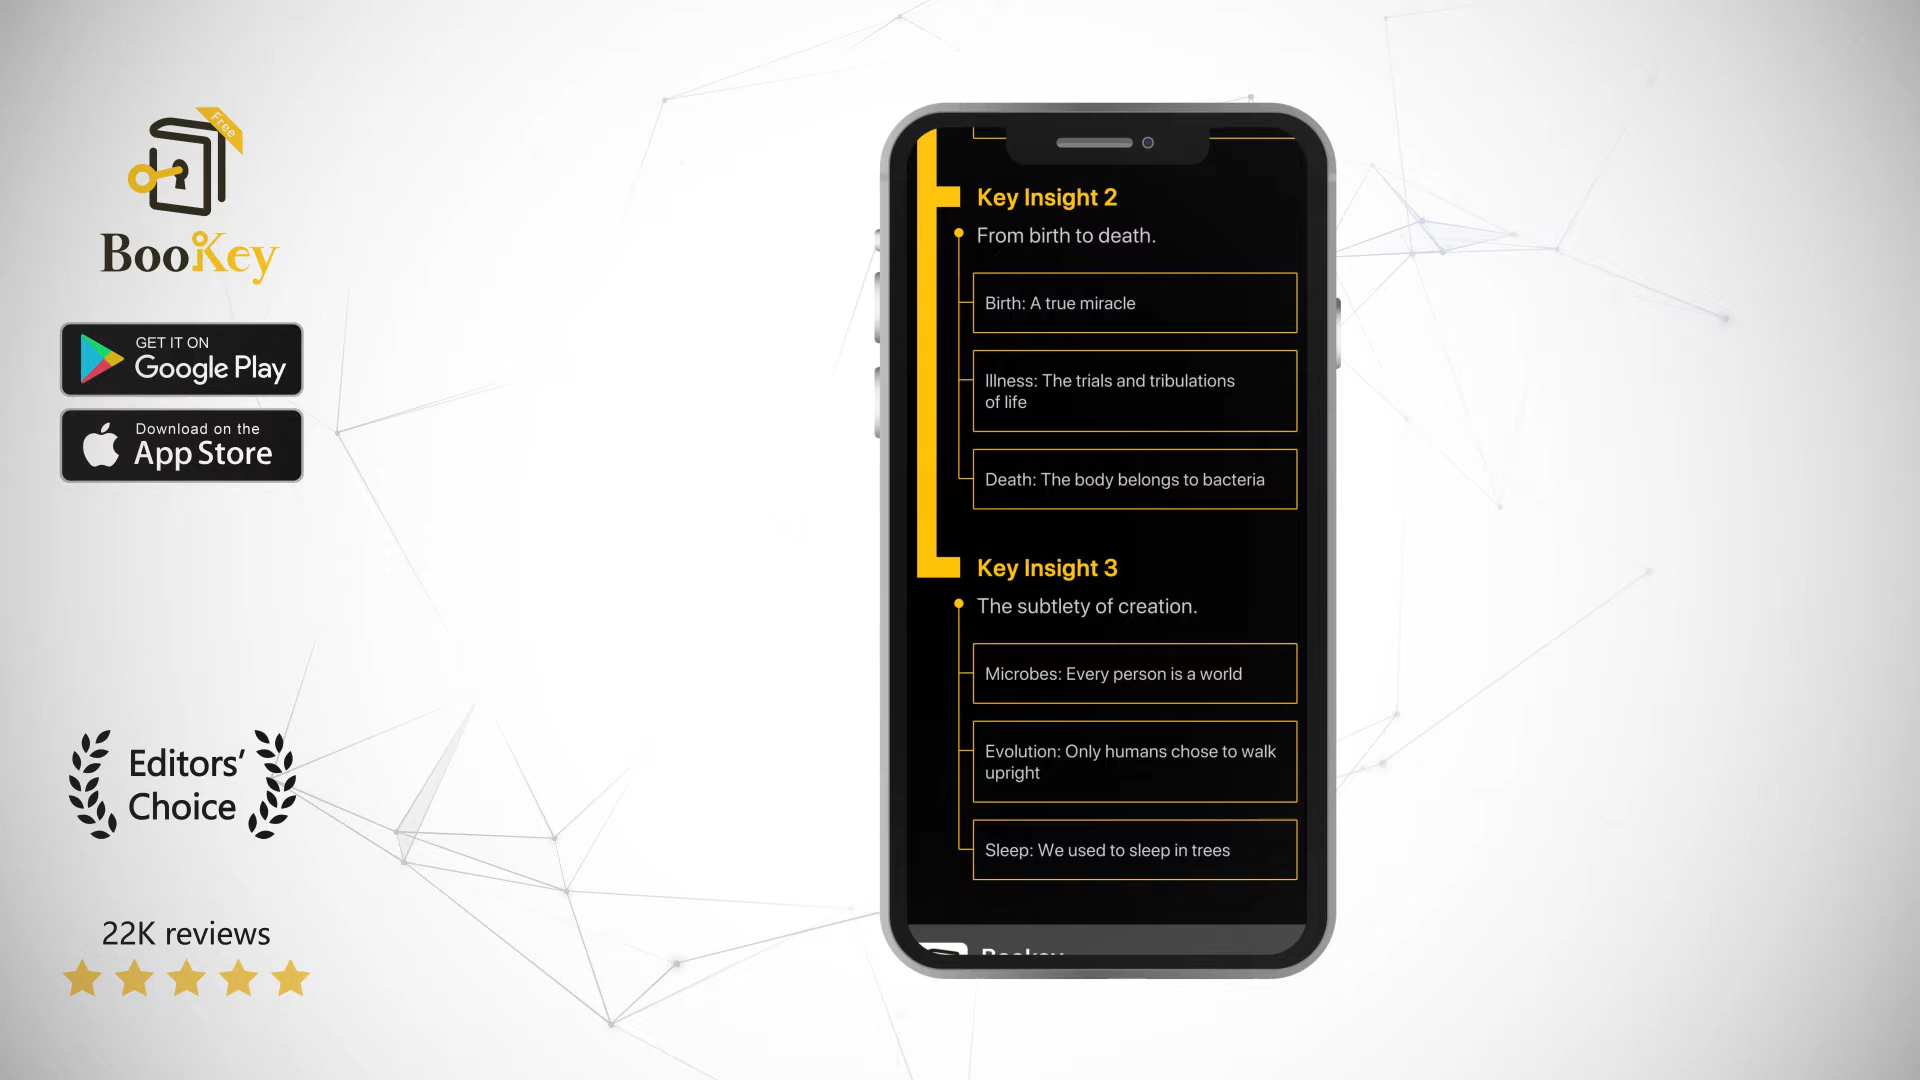 Free
BooKey
GET IT ON
Google Play
Download on the
App Store
Editors’
Choice
22K reviews
Key Insight 2
From birth to death.
Birth: A true miracle
Illness: The trials and tribulations
of life
Death: The body belongs to bacteria
Key Insight 3
The subtlety of creation.
Microbes: Every person is a world
Evolution: Only humans chose to walk
upright
Sleep: We used to sleep in trees
Bookey